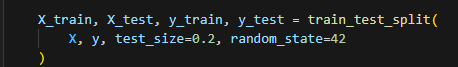 X_train, X_test, y_train, y_test = train_test_split(
    X, y, test_size=0.2, random_state=42
)